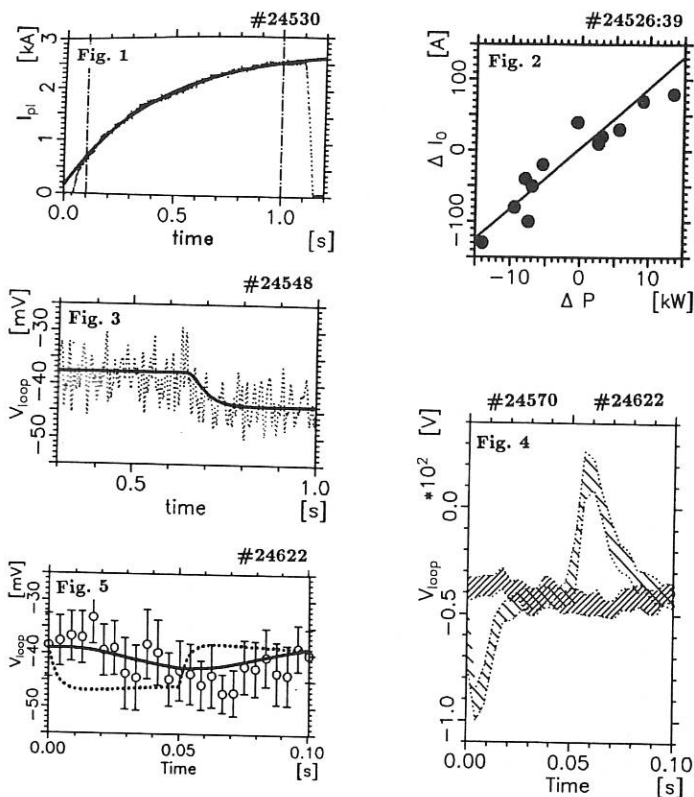 #24530
[kA]
Fig. 1
I_pl
3
2
1
0
0.0
0.5
1.0
time
[s]
#24526:39
[A]
Fig. 2
100
0
-100
Δ I_0
-10
0
10
Δ P
[kW]
#24548
[mV]
Fig. 3
-30
-40
-50
V_loop
0.5
1.0
time
[s]
#24570
#24622
[V]
Fig. 4
*10^2
0.0
-0.5
-1.0
V_loop
0.00
0.05
0.10
Time
[s]
#24622
[mV]
Fig. 5
-30
-40
-50
V_loop
0.00
0.05
0.10
Time
[s]